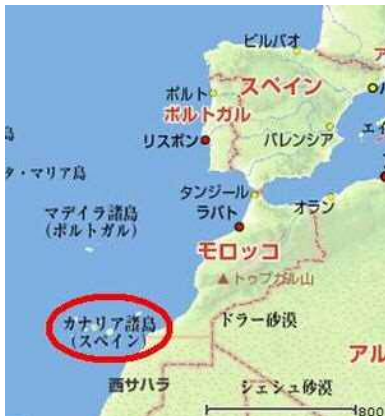 ビルバオ
スペイン
ポルト
ポルトガル
リスボン
バレンシア
タ・マリア島
タンジール
オラン
マデイラ諸島
(ポルトガル)
ラバト
モロッコ
トゥブカル山
カナリア諸島
(スペイン)
ドラー砂漠
アル
西サハラ
シェシュ砂漠